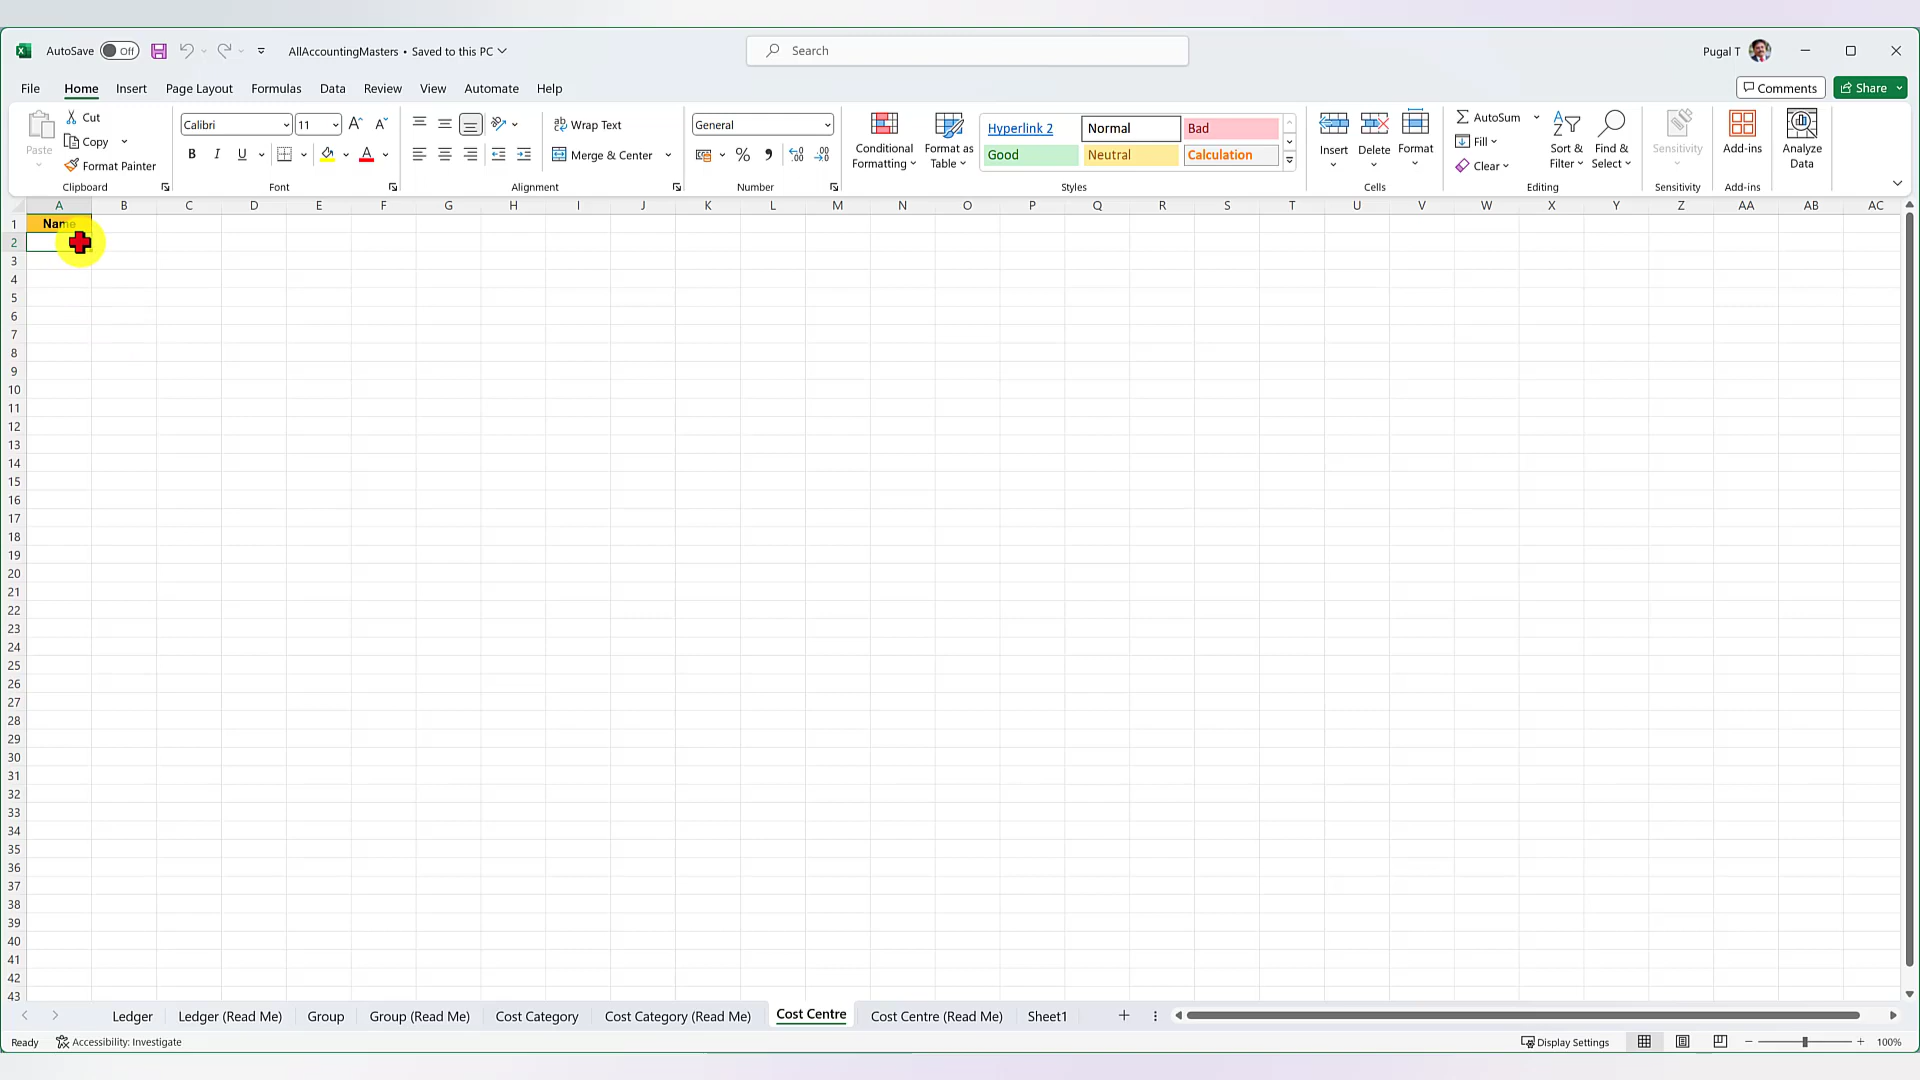 AutoSave Off AllAccountingMasters • Saved to this PC Search Pugal T
File Home Insert Page Layout Formulas Data Review View Automate Help Comments Share
Paste Cut Copy Format Painter Clipboard
Calibri 11 B I U A Font
Wrap Text Merge & Center Alignment
General % Number
Conditional Formatting Format as Table Hyperlink 2 Normal Bad Good Neutral Calculation Styles
Insert Delete Format Cells
AutoSum Fill Clear Sort & Filter Find & Select Editing
Sensitivity Sensitivity
Add-ins Add-ins
Analyze Data
A B C D E F G H I J K L M N O P Q R S T U V W X Y Z AA AB AC
1 Name
2
3
4
5
6
7
8
9
10
11
12
13
14
15
16
17
18
19
20
21
22
23
24
25
26
27
28
29
30
31
32
33
34
35
36
37
38
39
40
41
42
43
Ledger Ledger (Read Me) Group Group (Read Me) Cost Category Cost Category (Read Me) Cost Centre Cost Centre (Read Me) Sheet1
Ready Accessibility: Investigate Display Settings 100%